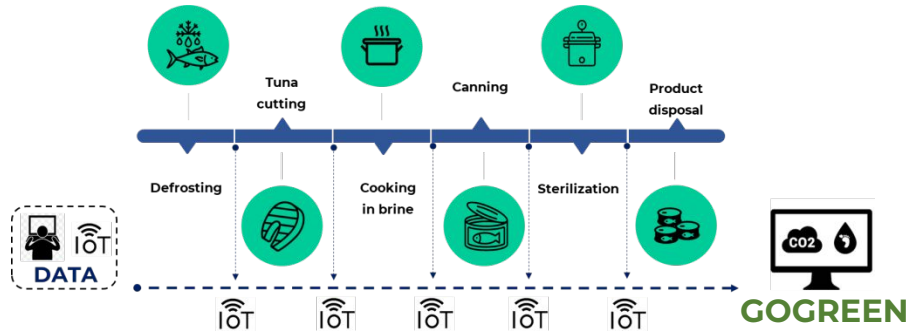 Tuna
cutting
Canning
Product
disposal
Defrosting
Cooking
in brine
Sterilization
IoT
DATA
CO2
IoT
IoT
IoT
IoT
IoT
GOGREEN